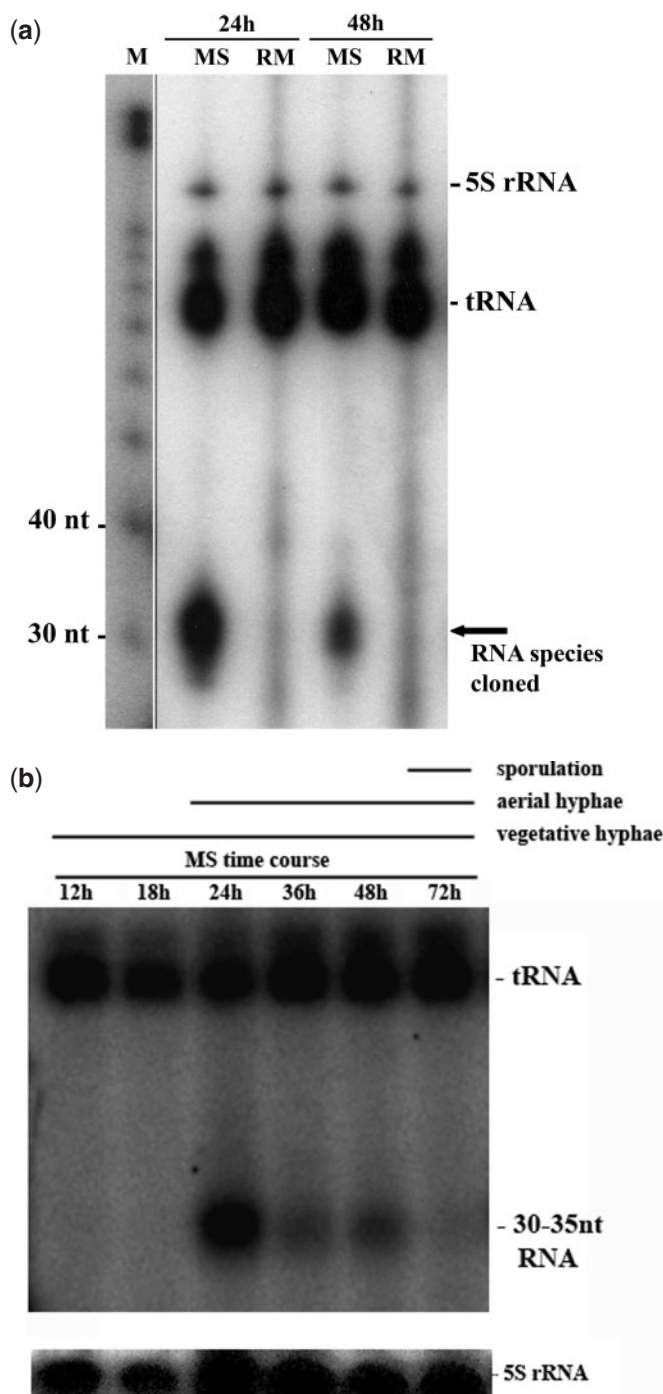 (a)
24h 48h
M MS RM MS RM
- 5S rRNA
- tRNA
40 nt -
30 nt -
RNA species
cloned
(b)
sporulation
aerial hyphae
vegetative hyphae
MS time course
12h 18h 24h 36h 48h 72h
- tRNA
- 30-35nt
RNA
- 5S rRNA